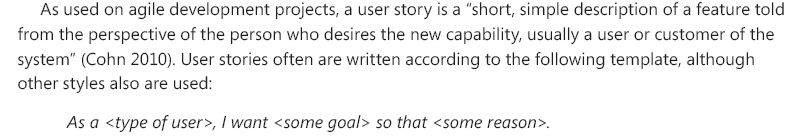 As used on agile development projects, a user story is a “short, simple description of a feature told
from the perspective of the person who desires the new capability, usually a user or customer of the
system” (Cohn 2010). User stories often are written according to the following template, although
other styles also are used:
As a <type of user>, I want <some goal> so that <some reason>.